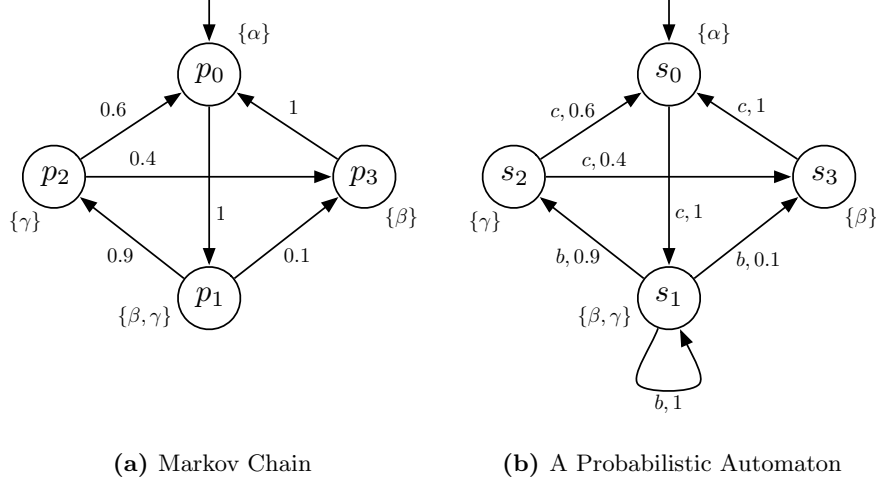 {α} {α}
p0 s0
0.6 1 c, 0.6 c, 1
0.4 c, 0.4
p2 p3 s2 s3
{γ} {β} {γ} {β}
1 c, 1
0.9 0.1 b, 0.9 b, 0.1
p1 s1
{β, γ} {β, γ}
b, 1
(a) Markov Chain (b) A Probabilistic Automaton